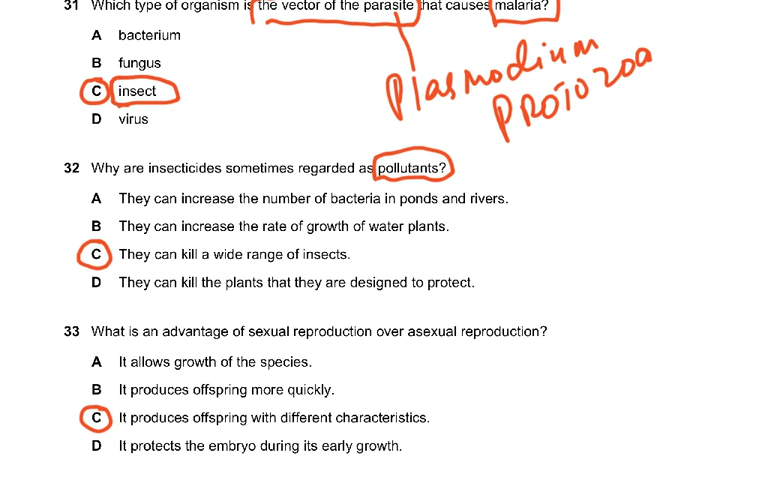 31 Which type of organism is the vector of the parasite that causes malaria?
A bacterium
B fungus
C insect
D virus
Plasmodium
PROTOZOA
32 Why are insecticides sometimes regarded as pollutants?
A They can increase the number of bacteria in ponds and rivers.
B They can increase the rate of growth of water plants.
C They can kill a wide range of insects.
D They can kill the plants that they are designed to protect.
33 What is an advantage of sexual reproduction over asexual reproduction?
A It allows growth of the species.
B It produces offspring more quickly.
C It produces offspring with different characteristics.
D It protects the embryo during its early growth.